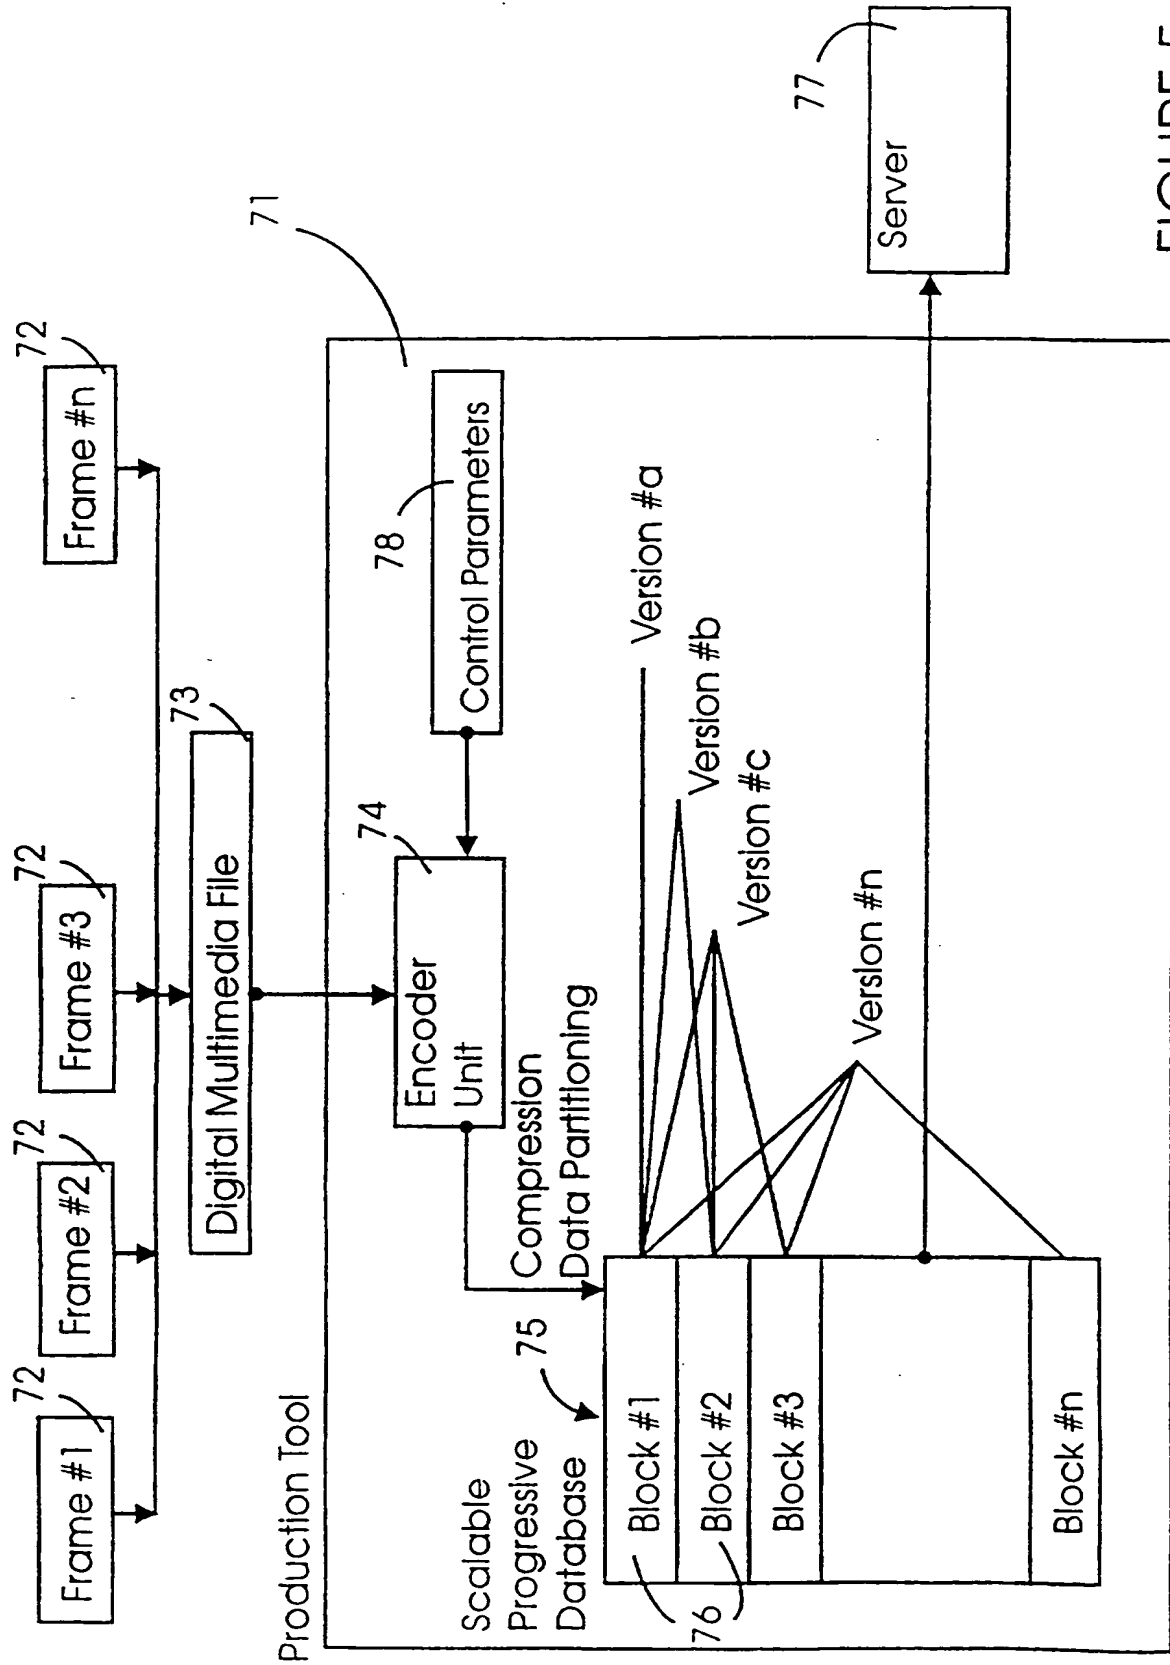 Frame #1
72
Frame #2
72
Frame #3
72
Frame #n
72
Digital Multimedia File
73
Production Tool
71
Encoder
Unit
74
Control Parameters
78
Compression
Data Partitioning
Scalable
Progressive
Database
75
Block #1
Block #2
Block #3
Block #n
76
Version #a
Version #b
Version #c
Version #n
Server
77